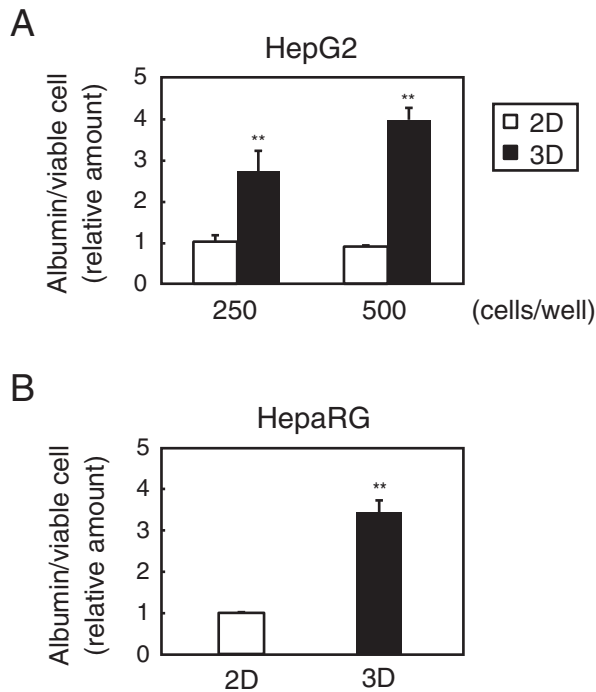 A
HepG2
Albumin/viable cell
(relative amount)
5
4
3
2
1
0
**
**
2D
3D
250 500 (cells/well)
B
HepaRG
Albumin/viable cell
(relative amount)
5
4
3
2
1
0
**
2D 3D